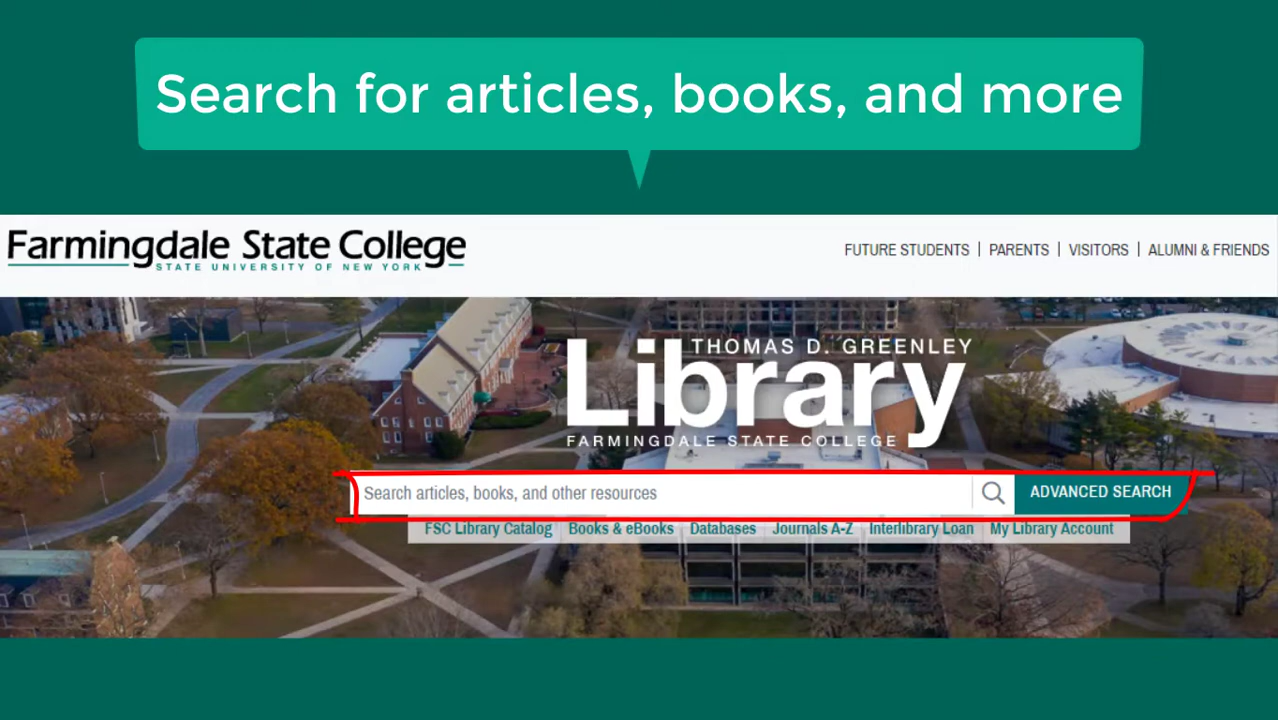 Search for articles, books, and more
Farmingdale State College
STATE UNIVERSITY OF NEW YORK
FUTURE STUDENTS | PARENTS | VISITORS | ALUMNI & FRIENDS
THOMAS D. GREENLEY
Library
FARMINGDALE STATE COLLEGE
Search articles, books, and other resources
ADVANCED SEARCH
FSC Library Catalog Books & eBooks Databases Journals A-Z Interlibrary Loan My Library Account